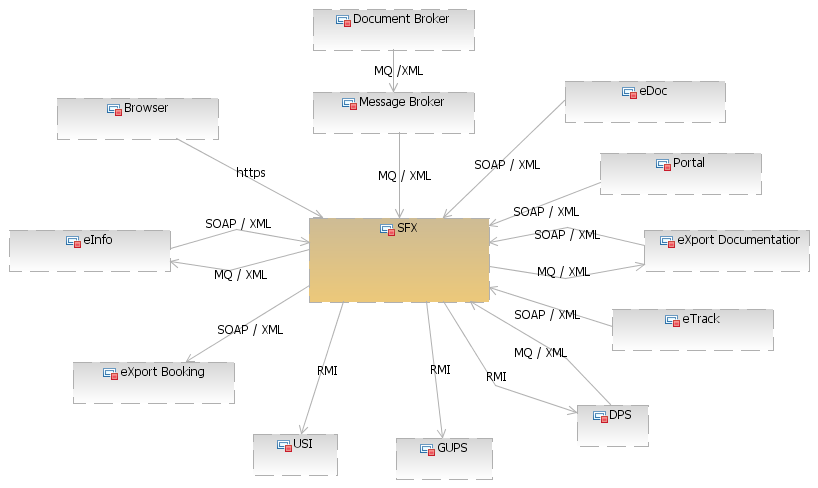 Document Broker
MQ /XML
Message Broker
eDoc
Browser
SOAP / XML
Portal
https
MQ / XML
SOAP / XML
SOAP / XML
SFX
SOAP / XML
eInfo
eXport Documentatior
MQ / XML
MQ / XML
SOAP / XML
eTrack
SOAP / XML
MQ / XML
eXport Booking
RMI
RMI
RMI
DPS
USI
GUPS